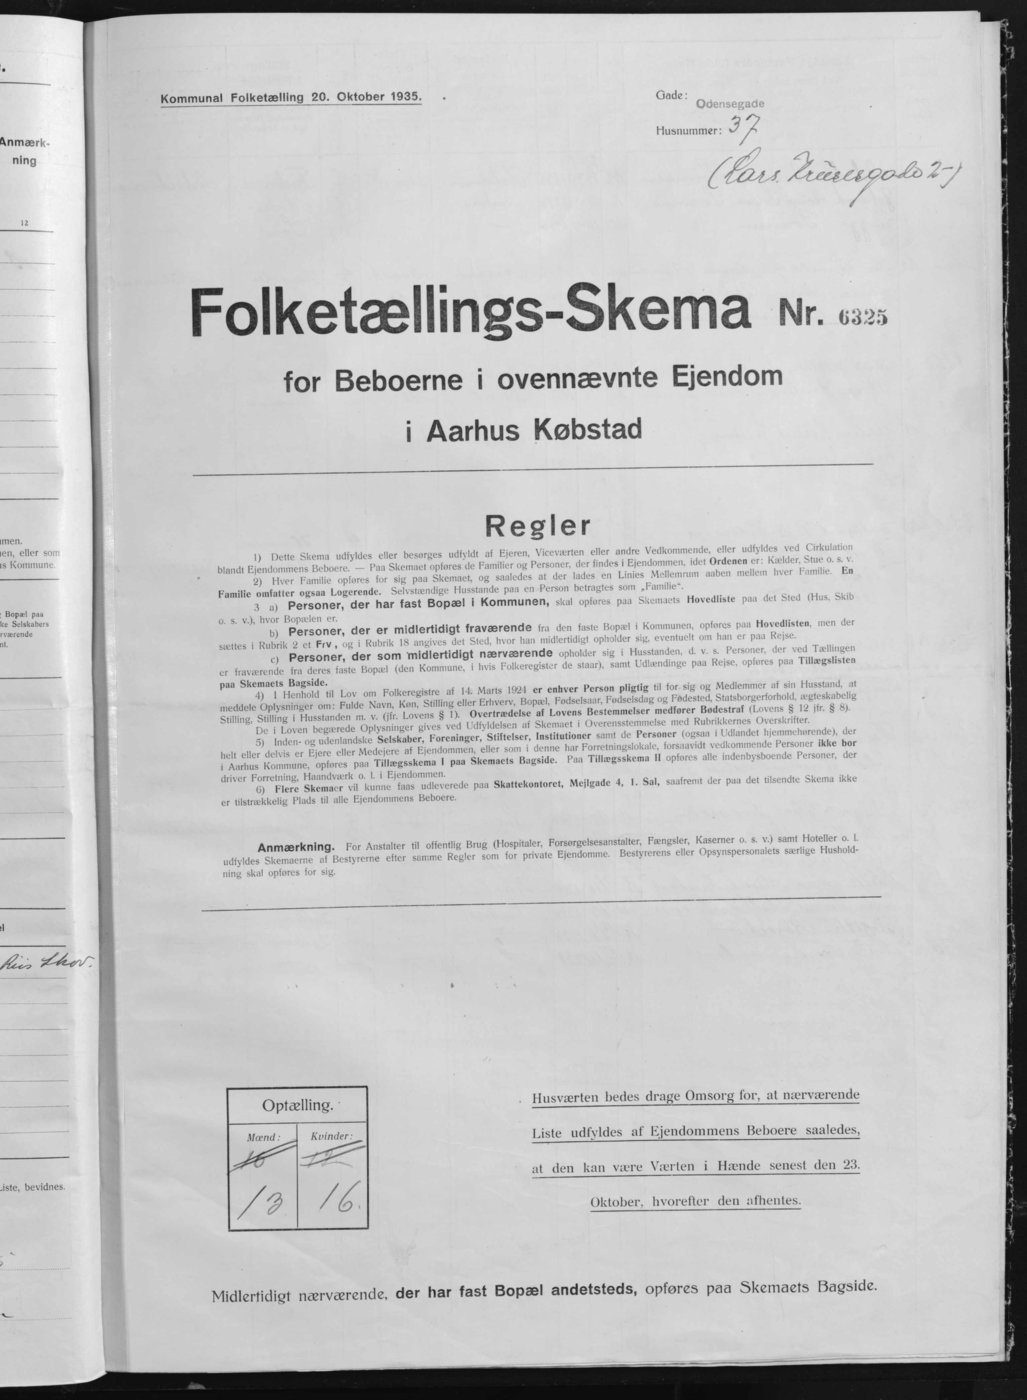 Anmærk-
ning
12
Kommunal Folketælling 20. Oktober 1935.
Gade: Odensegade
Husnummer: 37
(Lars Krusesgade 2-)
Folketællings-Skema Nr. 6325
for Beboerne i ovennævnte Ejendom
i Aarhus Købstad
Regler
1) Dette Skema udfyldes eller besørges udfyldt af Ejeren, Viceværten eller andre Vedkommende, eller udfyldes ved Cirkulation
blandt Ejendommens Beboere. — Paa Skemaet opføres de Familier og Personer, der findes i Ejendommen, idet Ordenen er: Kælder, Stue o. s. v.
2) Hver Familie opføres for sig paa Skemaet, og saaledes at der lades en Linies Mellemrum aaben mellem hver Familie. En
Familie omfatter ogsaa Logerende. Selvstændige Husstande paa en Person betragtes som „Familie“.
3 a) Personer, der har fast Bopæl i Kommunen, skal opføres paa Skemaets Hovedliste paa det Sted (Hus, Skib
o. s. v.), hvor Bopælen er.
b) Personer, der er midlertidigt fraværende fra den faste Bopæl i Kommunen, opføres paa Hovedlisten, men der
sættes i Rubrik 2 et Frv, og i Rubrik 18 angives det Sted, hvor han midlertidigt opholder sig, eventuelt om han er paa Rejse.
c) Personer, der som midlertidigt nærværende opholder sig i Husstanden, d. v. s. Personer, der ved Tællingen
er fraværende fra deres faste Bopæl (den Kommune, i hvis Folkeregister de staar), samt Udlændinge paa Rejse, opføres paa Tillægslisten
paa Skemaets Bagside.
4) I Henhold til Lov om Folkeregistre af 14. Marts 1924 er enhver Person pligtig til for sig og Medlemmer af sin Husstand, at
meddele Oplysninger om: Fulde Navn, Køn, Stilling eller Erhverv, Bopæl, Fødselsaar, Fødselsdag og Fødested, Statsborgerforhold, ægteskabelig
Stilling, Stilling i Husstanden m. v. (jfr. Lovens § 1). Overtrædelse af Lovens Bestemmelser medfører Bødestraf (Lovens § 12 jfr. § 8).
De i Loven begærede Oplysninger gives ved Udfyldelsen af Skemaet i Overensstemmelse med Rubrikkernes Overskrifter.
5) Inden- og udenlandske Selskaber, Foreninger, Stiftelser, Institutioner samt de Personer (ogsaa i Udlandet hjemmehørende), der
helt eller delvis er Ejere eller Medejere af Ejendommen, eller som i denne har Forretningslokale, forsaavidt vedkommende Personer ikke bor
i Aarhus Kommune, opføres paa Tillægsskema I paa Skemaets Bagside. Paa Tillægsskema II opføres alle indenbysboende Personer, der
driver Forretning, Haandværk o. l. i Ejendommen.
6) Flere Skemaer vil kunne faas udleverede paa Skattekontoret, Mejlgade 4, 1. Sal, saafremt der paa det tilsendte Skema ikke
er tilstrækkelig Plads til alle Ejendommens Beboere.
Anmærkning. For Anstalter til offentlig Brug (Hospitaler, Forsørgelsesanstalter, Fængsler, Kaserner o. s. v.) samt Hoteller o. l.
udfyldes Skemaerne af Bestyrerne efter samme Regler som for private Ejendomme. Bestyrerens eller Opsynspersonalets særlige Hushold-
ning skal opføres for sig.
Riis Skov.
Optælling.
Mænd: Kvinder:
16 12
13 16.
Husværten bedes drage Omsorg for, at nærværende
Liste udfyldes af Ejendommens Beboere saaledes,
at den kan være Værten i Hænde senest den 23.
Oktober, hvorefter den afhentes.
Midlertidigt nærværende, der har fast Bopæl andetsteds, opføres paa Skemaets Bagside.